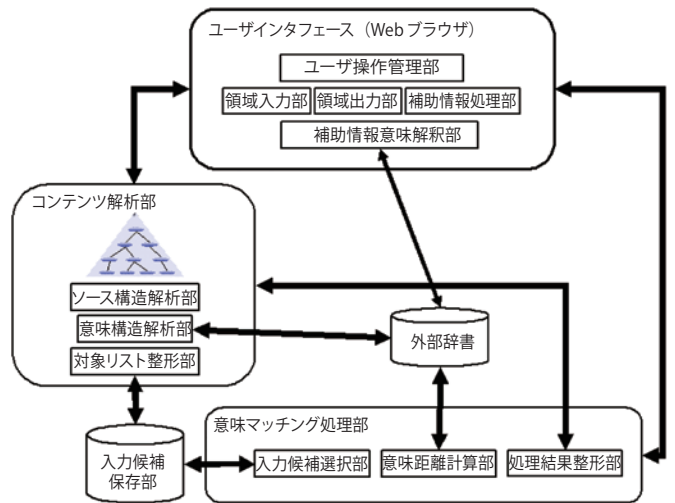 ユーザインタフェース（Web ブラウザ）
ユーザ操作管理部
領域入力部 領域出力部 補助情報処理部
補助情報意味解釈部
コンテンツ解析部
ソース構造解析部
意味構造解析部
対象リスト整形部
外部辞書
入力候補
保存部
意味マッチング処理部
入力候補選択部 意味距離計算部 処理結果整形部